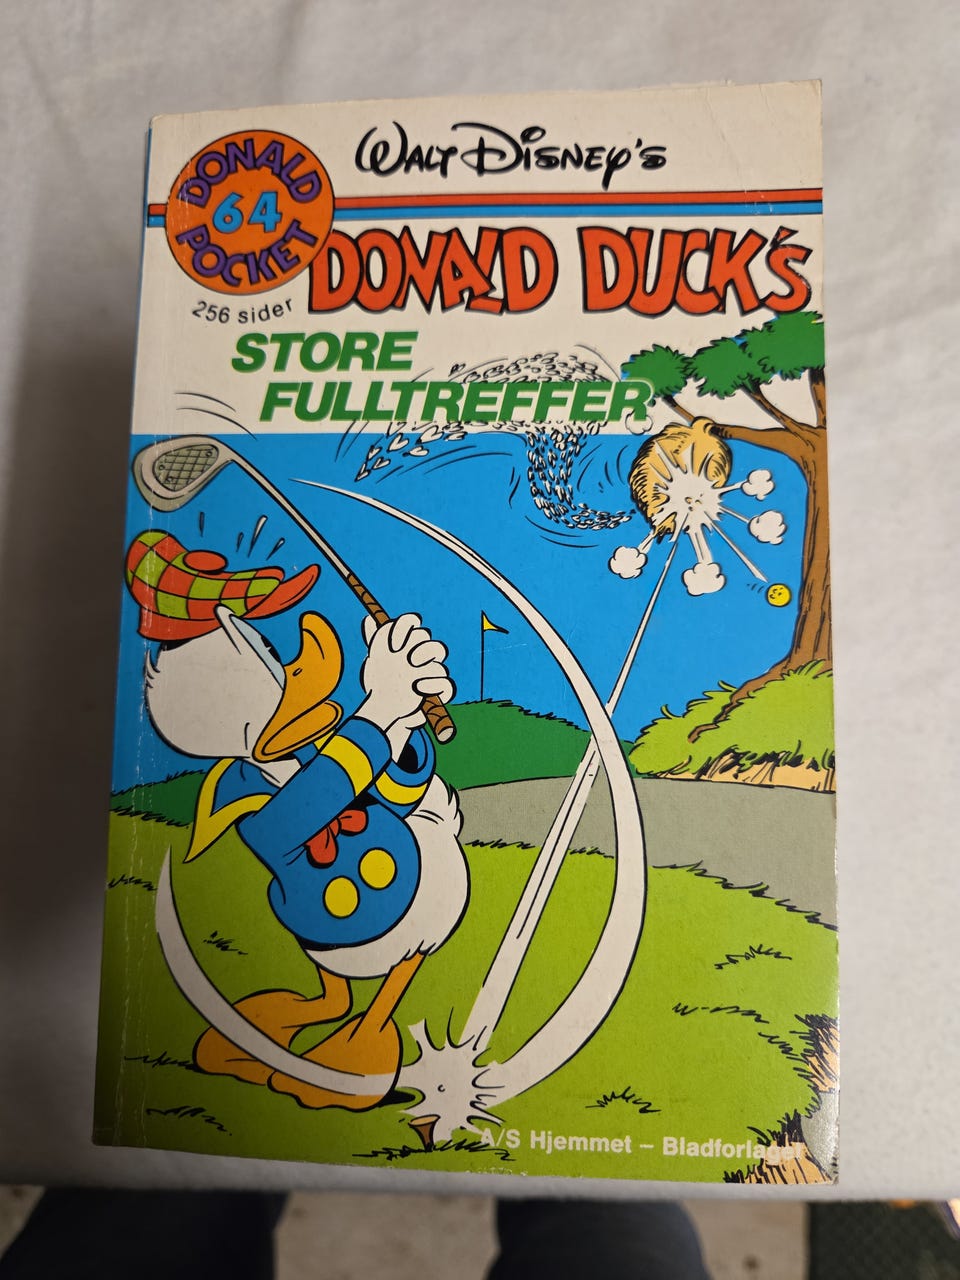 Walt Disney's
DONALD
64
POCKET
DONALD DUCK'S
256 sider
STORE
FULLTREFFER
A/S Hjemmet – Bladforlaget